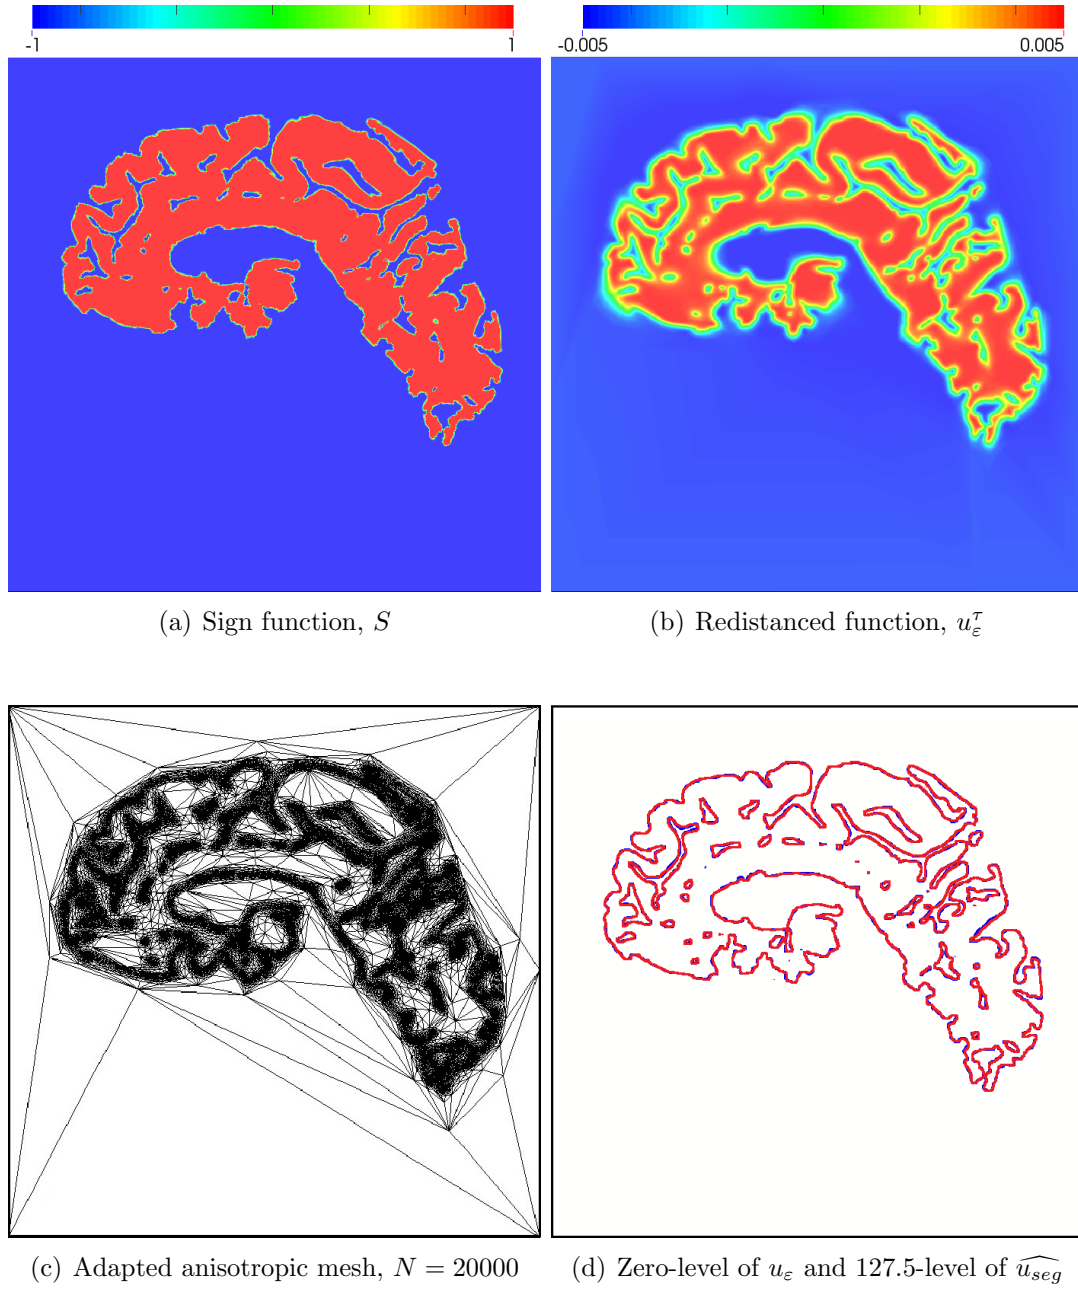 -1 1
-0.005 0.005
(a) Sign function, S
(b) Redistanced function, u_ε^τ
(c) Adapted anisotropic mesh, N = 20000
(d) Zero-level of u_ε and 127.5-level of \widehat{u_{seg}}